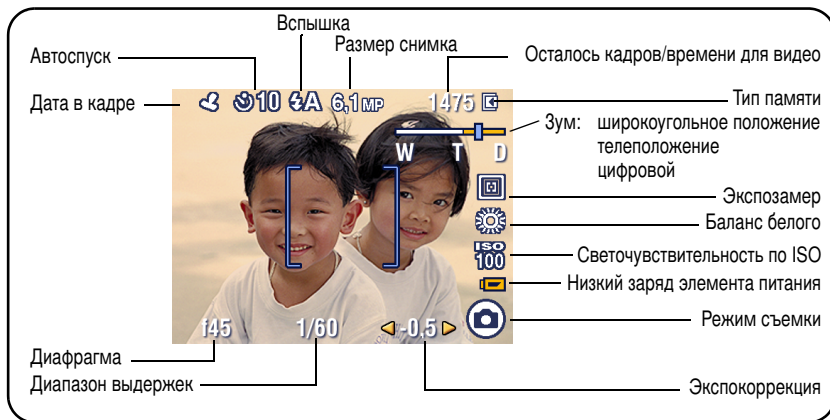 Вспышка
Автоспуск
Размер снимка
Осталось кадров/времени для видео
Дата в кадре
10 A 6,1 MP 1475
Тип памяти
Зум: широкоугольное положение
телеположение
цифровой
W T D
Экспозамер
Баланс белого
ISO
100
Светочувствительность по ISO
Низкий заряд элемента питания
f45 1/60 -0,5
Режим съемки
Диафрагма
Диапазон выдержек
Экспокоррекция